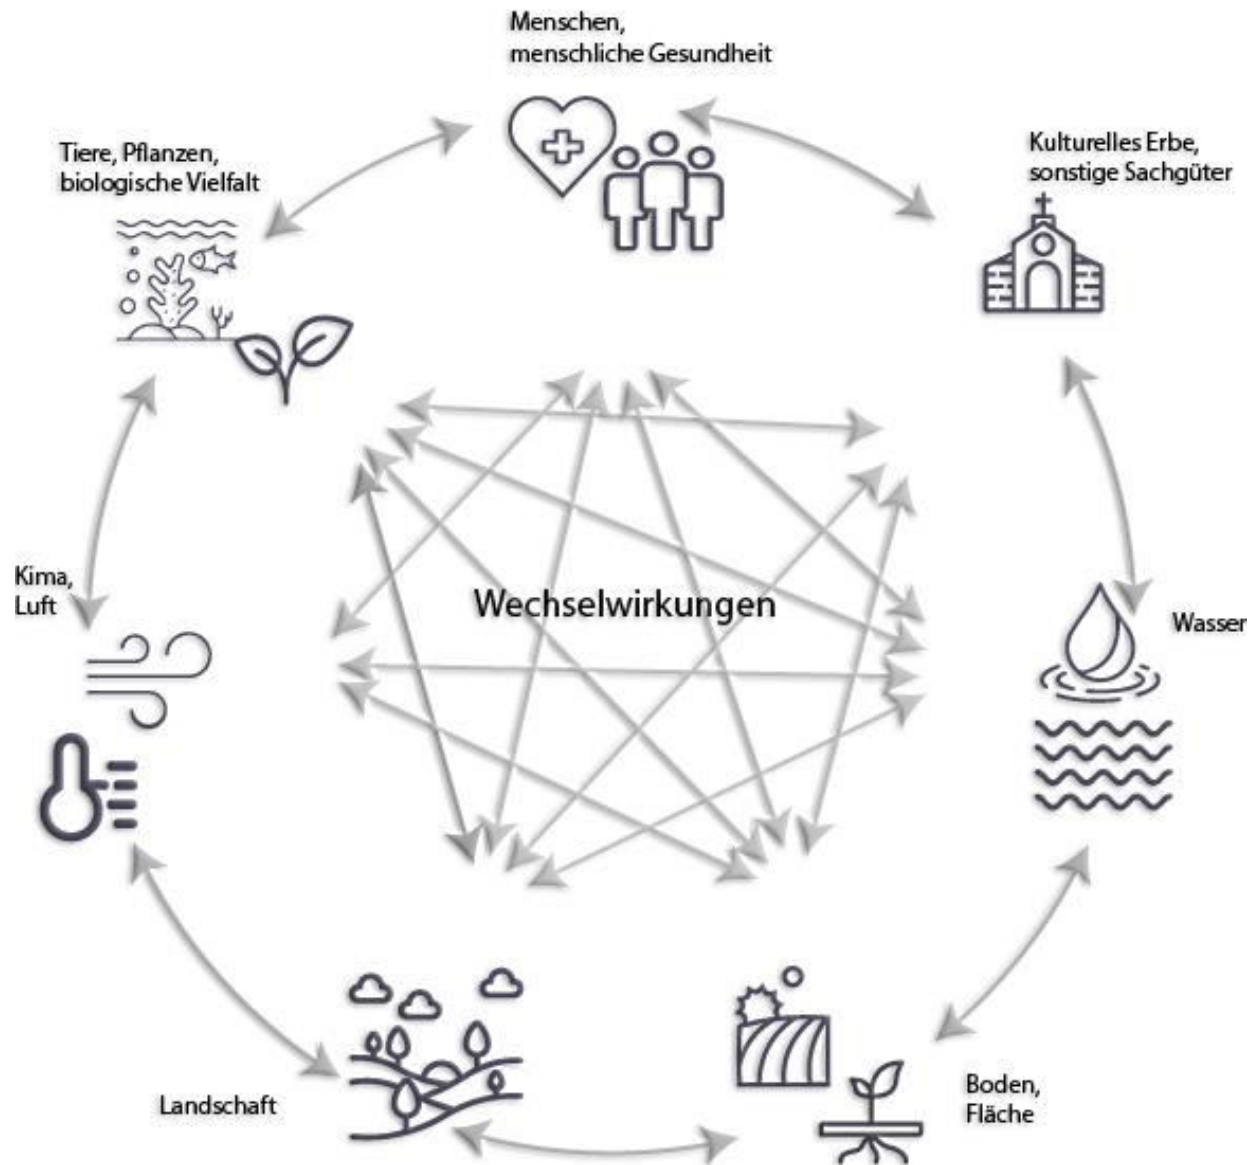 Menschen,
menschliche Gesundheit
Kulturelles Erbe,
sonstige Sachgüter
Tiere, Pflanzen,
biologische Vielfalt
Kima,
Luft
Wechselwirkungen
Wasser
Landschaft
Boden,
Fläche